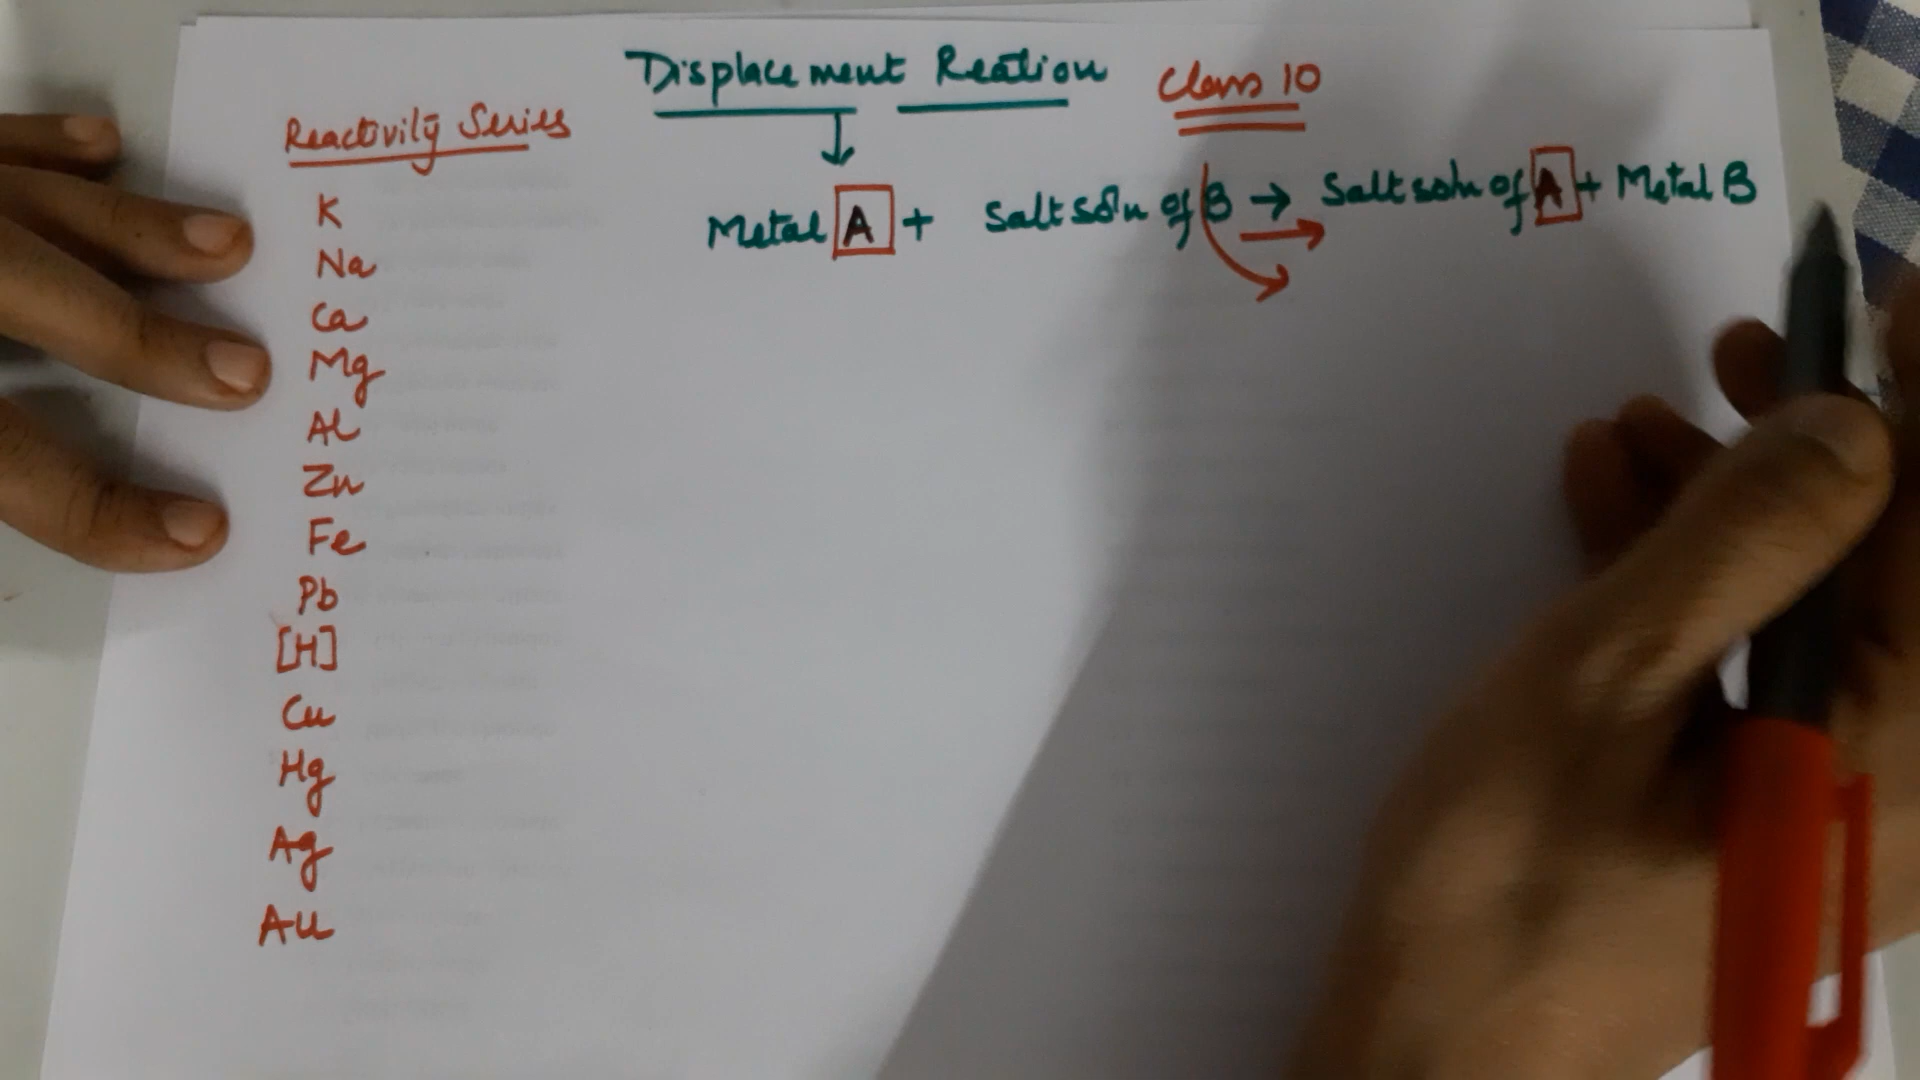 Displacement Reation Class 10
Reactivity Series
Metal A + Salt soln of B → Salt soln of A + Metal B
K
Na
Ca
Mg
Al
Zn
Fe
Pb
[H]
Cu
Hg
Ag
Au